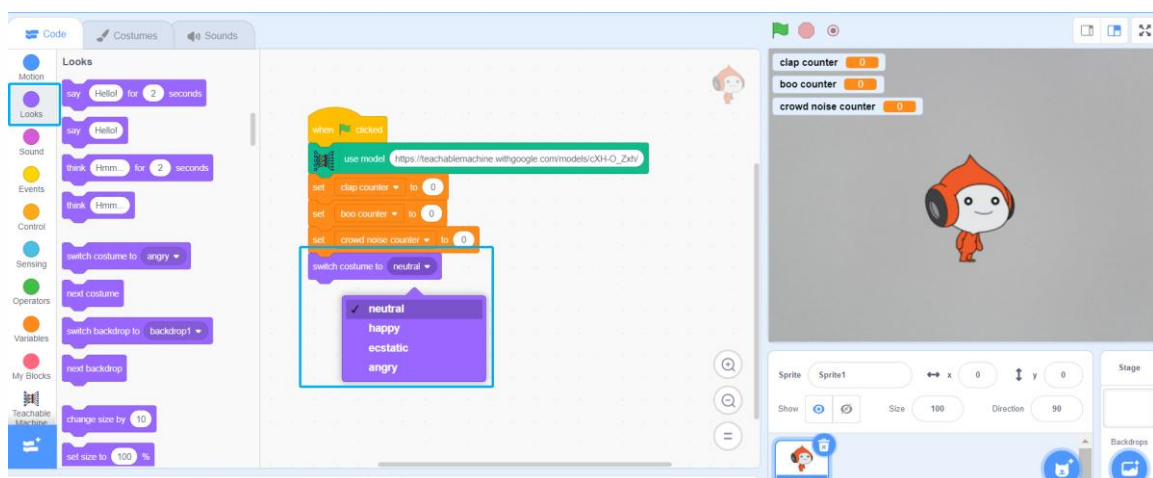 Code
Costumes
Sounds
Motion
Looks
Sound
Events
Control
Sensing
Operators
Variables
My Blocks
Teachable
Machine
Looks
say Hello! for 2 seconds
say Hello!
think Hmm... for 2 seconds
think Hmm...
switch costume to angry
next costume
switch backdrop to backdrop1
next backdrop
change size by 10
set size to 100 %
when clicked
use model https://teachablemachine.withgoogle.com/models/cXH-O_Zxh/
set clap counter to 0
set boo counter to 0
set crowd noise counter to 0
switch costume to neutral
✓ neutral
happy
ecstatic
angry
clap counter 0
boo counter 0
crowd noise counter 0
Sprite Sprite1 x 0 y 0
Show Size 100 Direction 90
Stage
Backdrops